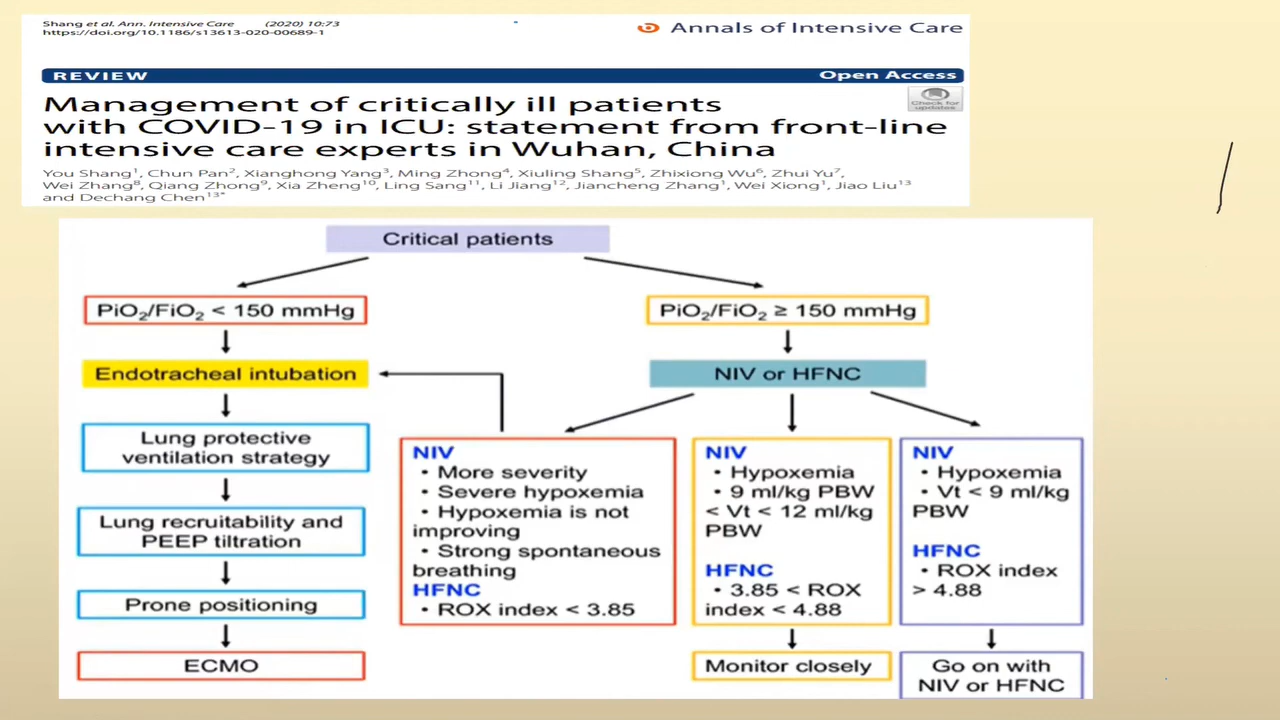 Shang et al. Ann. Intensive Care (2020) 10:73
https://doi.org/10.1186/s13613-020-00689-1
Annals of Intensive Care
REVIEW
Open Access
Management of critically ill patients
with COVID-19 in ICU: statement from front-line
intensive care experts in Wuhan, China
Check for
updates
You Shang1, Chun Pan2, Xianghong Yang3, Ming Zhong4, Xiuling Shang5, Zhixiong Wu6, Zhui Yu7,
Wei Zhang8, Qiang Zhong9, Xia Zheng10, Ling Sang11, Li Jiang12, Jiancheng Zhang1, Wei Xiong1, Jiao Liu13
and Dechang Chen13*
Critical patients
PiO2/FiO2 < 150 mmHg
PiO2/FiO2 ≥ 150 mmHg
Endotracheal intubation
NIV or HFNC
Lung protective
ventilation strategy
Lung recruitability and
PEEP tiltration
Prone positioning
ECMO
NIV
• More severity
• Severe hypoxemia
• Hypoxemia is not
improving
• Strong spontaneous
breathing
HFNC
• ROX index < 3.85
NIV
• Hypoxemia
• 9 ml/kg PBW
< Vt < 12 ml/kg
PBW
HFNC
• 3.85 < ROX
index < 4.88
Monitor closely
NIV
• Hypoxemia
• Vt < 9 ml/kg
PBW
HFNC
• ROX index
> 4.88
Go on with
NIV or HFNC